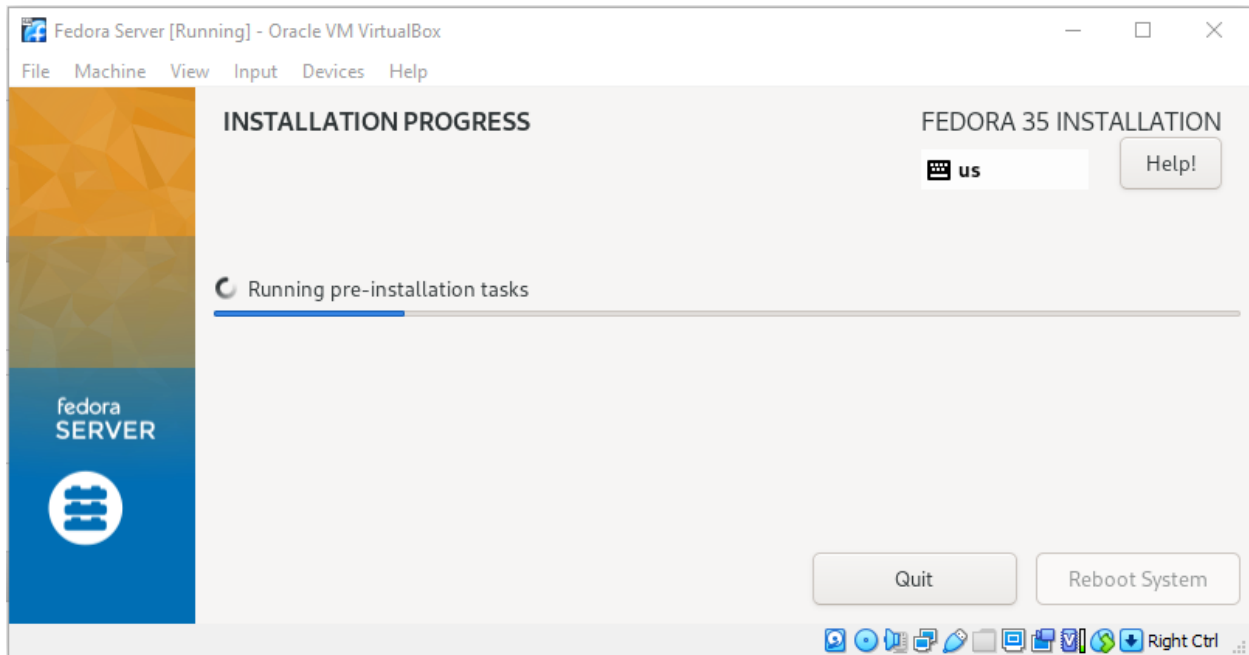 Fedora Server [Running] - Oracle VM VirtualBox
File Machine View Input Devices Help
INSTALLATION PROGRESS
FEDORA 35 INSTALLATION
us
Help!
Running pre-installation tasks
fedora
SERVER
Quit
Reboot System
Right Ctrl